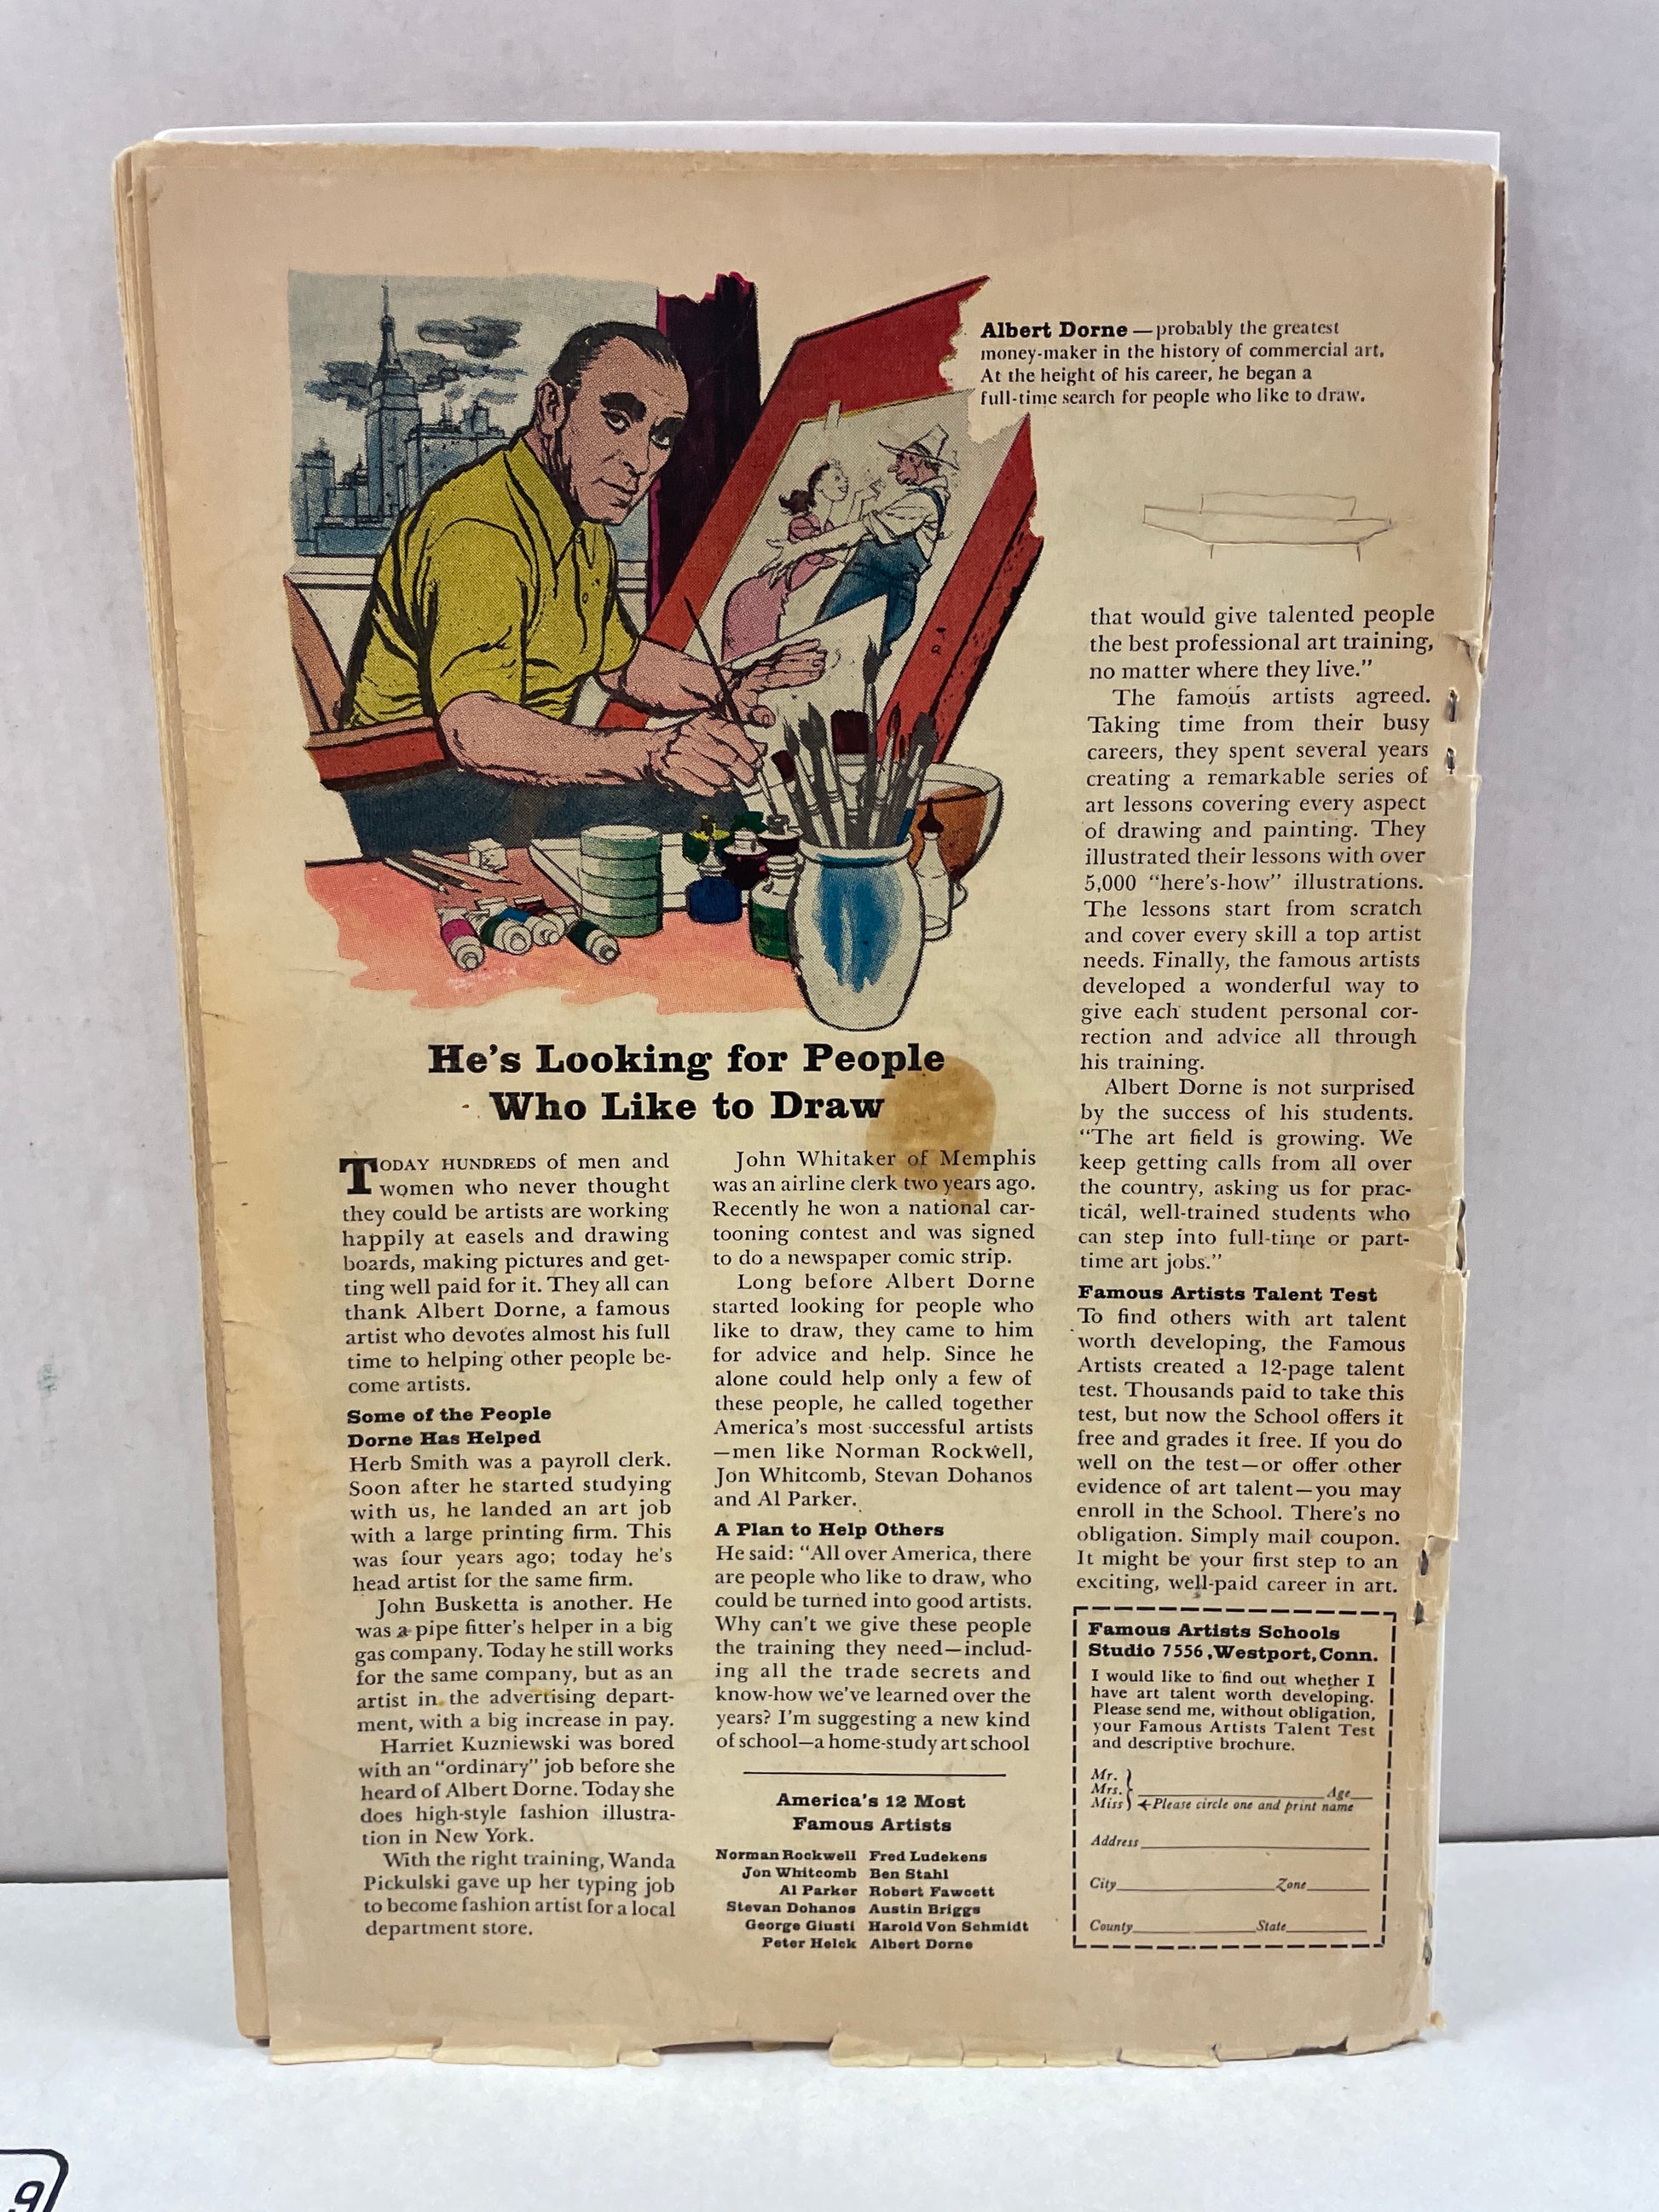 Albert Dorne — probably the greatest
money-maker in the history of commercial art.
At the height of his career, he began a
full-time search for people who like to draw.
He's Looking for People
Who Like to Draw
TODAY HUNDREDS of men and
women who never thought
they could be artists are working
happily at easels and drawing
boards, making pictures and get-
ting well paid for it. They all can
thank Albert Dorne, a famous
artist who devotes almost his full
time to helping other people be-
come artists.
Some of the People
Dorne Has Helped
Herb Smith was a payroll clerk.
Soon after he started studying
with us, he landed an art job
with a large printing firm. This
was four years ago; today he's
head artist for the same firm.
John Busketta is another. He
was a pipe fitter's helper in a big
gas company. Today he still works
for the same company, but as an
artist in the advertising depart-
ment, with a big increase in pay.
Harriet Kuzniewski was bored
with an "ordinary" job before she
heard of Albert Dorne. Today she
does high-style fashion illustra-
tion in New York.
With the right training, Wanda
Pickulski gave up her typing job
to become fashion artist for a local
department store.
John Whitaker of Memphis
was an airline clerk two years ago.
Recently he won a national car-
tooning contest and was signed
to do a newspaper comic strip.
Long before Albert Dorne
started looking for people who
like to draw, they came to him
for advice and help. Since he
alone could help only a few of
these people, he called together
America's most successful artists
—men like Norman Rockwell,
Jon Whitcomb, Stevan Dohanos
and Al Parker.
A Plan to Help Others
He said: "All over America, there
are people who like to draw, who
could be turned into good artists.
Why can't we give these people
the training they need—includ-
ing all the trade secrets and
know-how we've learned over the
years? I'm suggesting a new kind
of school—a home-study art school
America's 12 Most
Famous Artists
Norman Rockwell Fred Ludekens
Jon Whitcomb Ben Stahl
Al Parker Robert Fawcett
Stevan Dohanos Austin Briggs
George Giusti Harold Von Schmidt
Peter Helck Albert Dorne
that would give talented people
the best professional art training,
no matter where they live."
The famous artists agreed.
Taking time from their busy
careers, they spent several years
creating a remarkable series of
art lessons covering every aspect
of drawing and painting. They
illustrated their lessons with over
5,000 "here's-how" illustrations.
The lessons start from scratch
and cover every skill a top artist
needs. Finally, the famous artists
developed a wonderful way to
give each student personal cor-
rection and advice all through
his training.
Albert Dorne is not surprised
by the success of his students.
"The art field is growing. We
keep getting calls from all over
the country, asking us for prac-
tical, well-trained students who
can step into full-time or part-
time art jobs."
Famous Artists Talent Test
To find others with art talent
worth developing, the Famous
Artists created a 12-page talent
test. Thousands paid to take this
test, but now the School offers it
free and grades it free. If you do
well on the test—or offer other
evidence of art talent—you may
enroll in the School. There's no
obligation. Simply mail coupon.
It might be your first step to an
exciting, well-paid career in art.
Famous Artists Schools
Studio 7556, Westport, Conn.
I would like to find out whether I
have art talent worth developing.
Please send me, without obligation,
your Famous Artists Talent Test
and descriptive brochure.
Mr.
Mrs. Age
Miss Please circle one and print name
Address
City Zone
County State
9